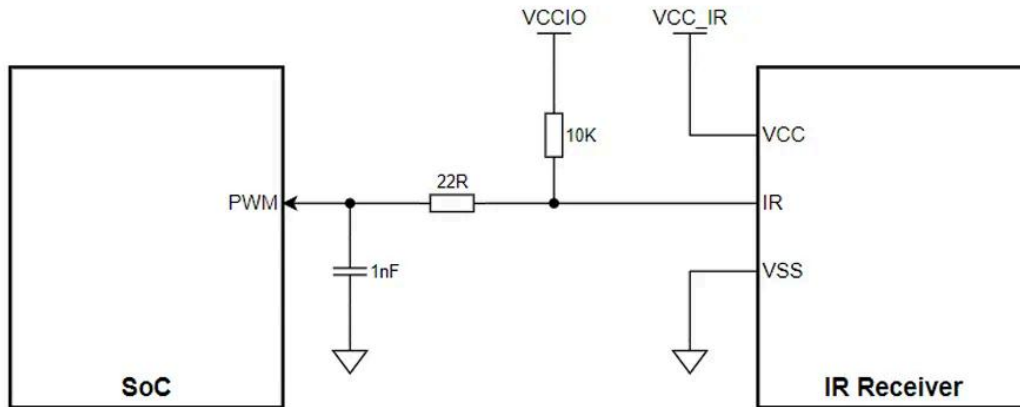 VCCIO
VCC_IR
10K
VCC
22R
PWM
IR
1nF
VSS
SoC
IR Receiver